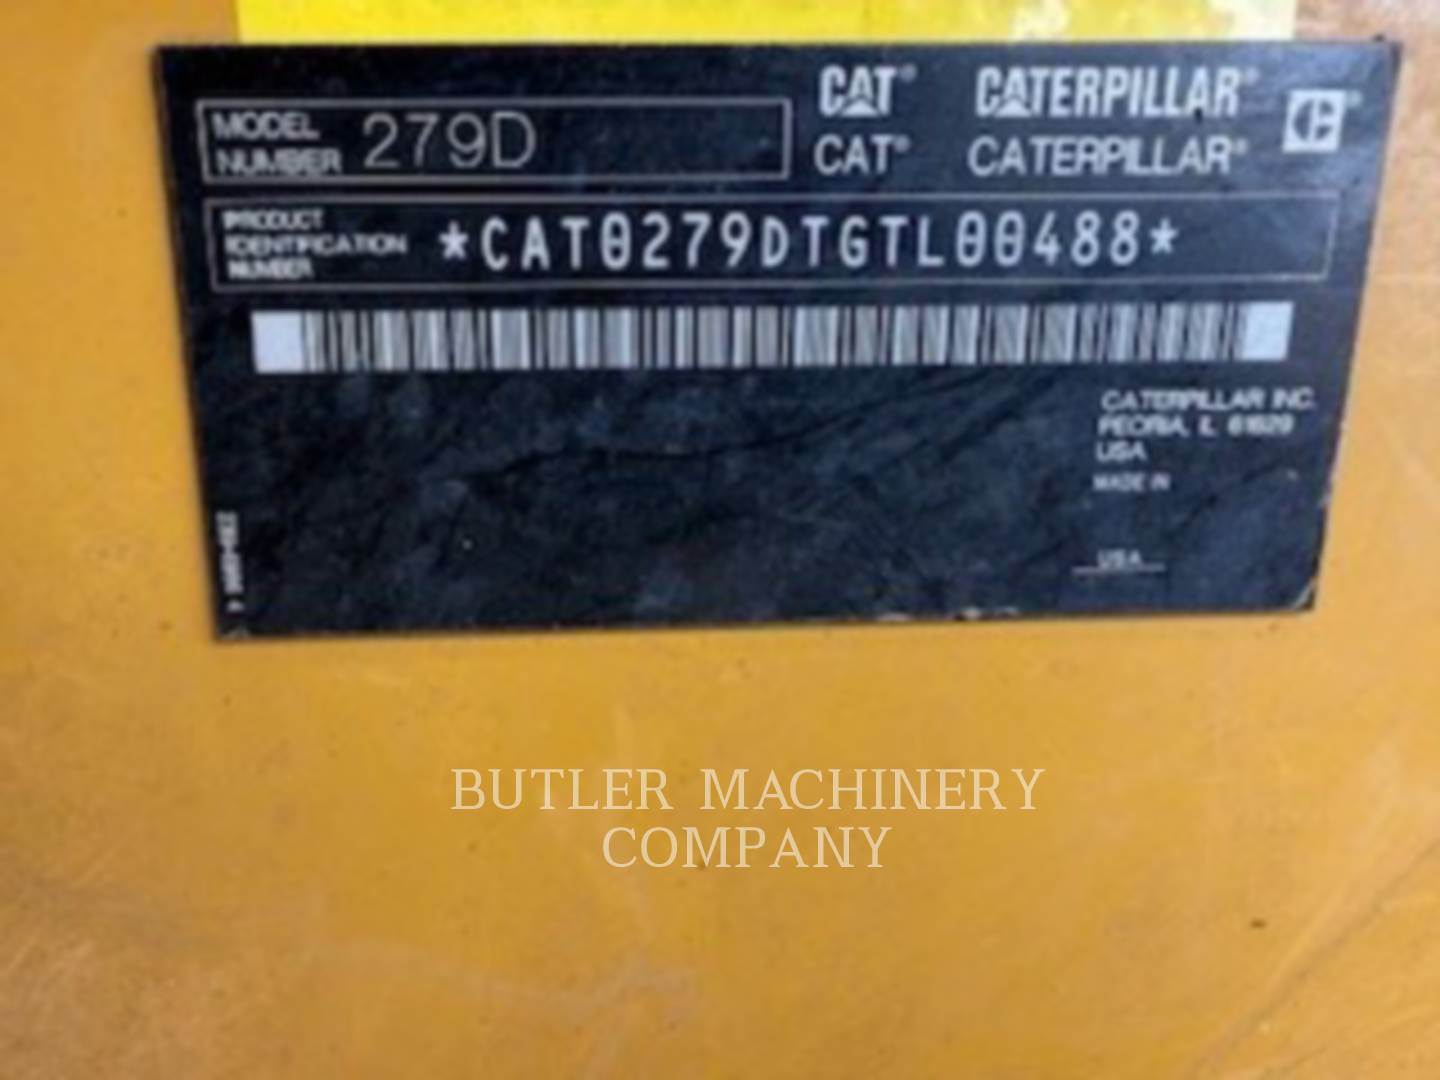 CAT® CATERPILLAR®
MODEL NUMBER 279D
CAT® CATERPILLAR®
PRODUCT IDENTIFICATION NUMBER *CAT0279DTGTL00488*
CATERPILLAR INC.
PEORIA, IL 61629
USA
MADE IN
USA
BUTLER MACHINERY
COMPANY